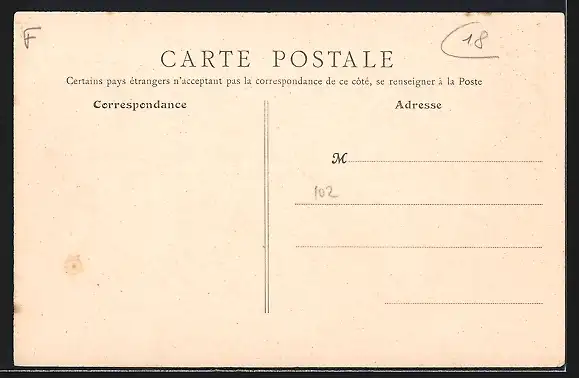 F
18
CARTE POSTALE
Certains pays étrangers n'acceptant pas la correspondance de ce côté, se renseigner à la Poste
Correspondance
Adresse
M
102